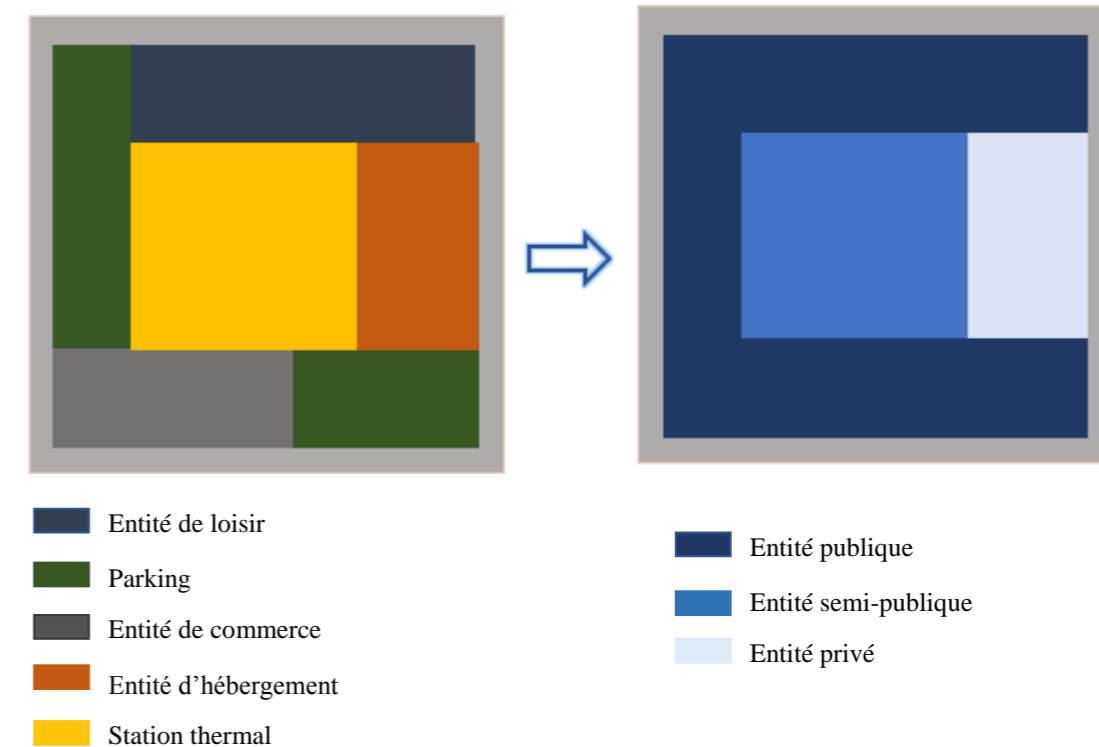 Entité de loisir
Parking
Entité de commerce
Entité d’hébergement
Station thermal
Entité publique
Entité semi-publique
Entité privé